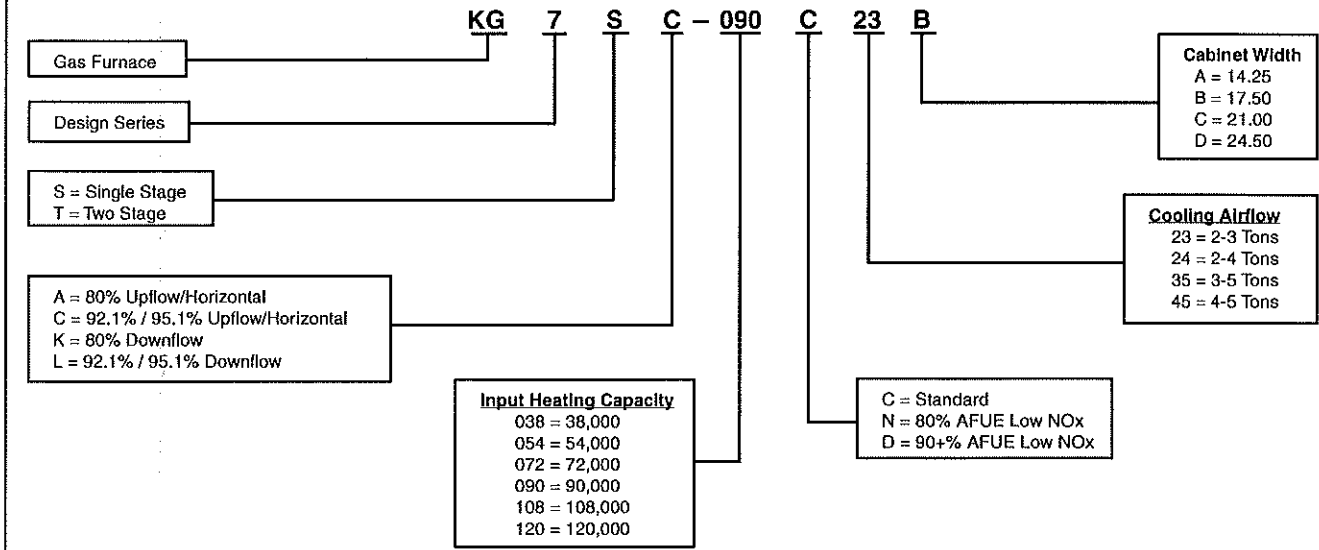 KG 7 S C – 090 C 23 B
Gas Furnace
Design Series
S = Single Stage
T = Two Stage
A = 80% Upflow/Horizontal
C = 92.1% / 95.1% Upflow/Horizontal
K = 80% Downflow
L = 92.1% / 95.1% Downflow
Input Heating Capacity
038 = 38,000
054 = 54,000
072 = 72,000
090 = 90,000
108 = 108,000
120 = 120,000
C = Standard
N = 80% AFUE Low NOx
D = 90+% AFUE Low NOx
Cooling Airflow
23 = 2-3 Tons
24 = 2-4 Tons
35 = 3-5 Tons
45 = 4-5 Tons
Cabinet Width
A = 14.25
B = 17.50
C = 21.00
D = 24.50